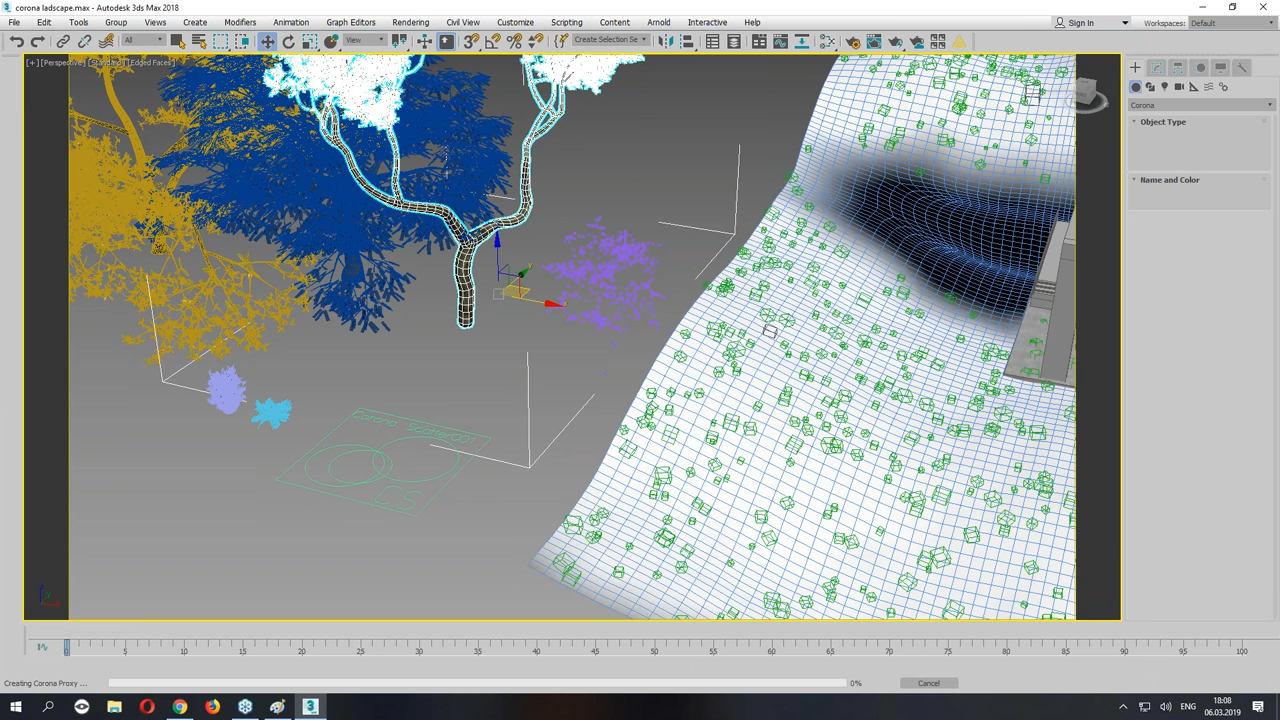 corona ladscape.max - Autodesk 3ds Max 2018
File Edit Tools Group Views Create Modifiers Animation Graph Editors Rendering Civil View Customize Scripting Content Arnold Interactive Help
Sign In Workspaces: Default
All View Create Selection Se
[+] [Perspective] [Standard] [Edged Faces]
Corona
Object Type
Name and Color
Corona Scatter001
CS
0 5 10 15 20 25 30 35 40 45 50 55 60 65 70 75 80 85 90 95 100
Creating Corona Proxy ... 0% Cancel
ENG
18:08
06.03.2019